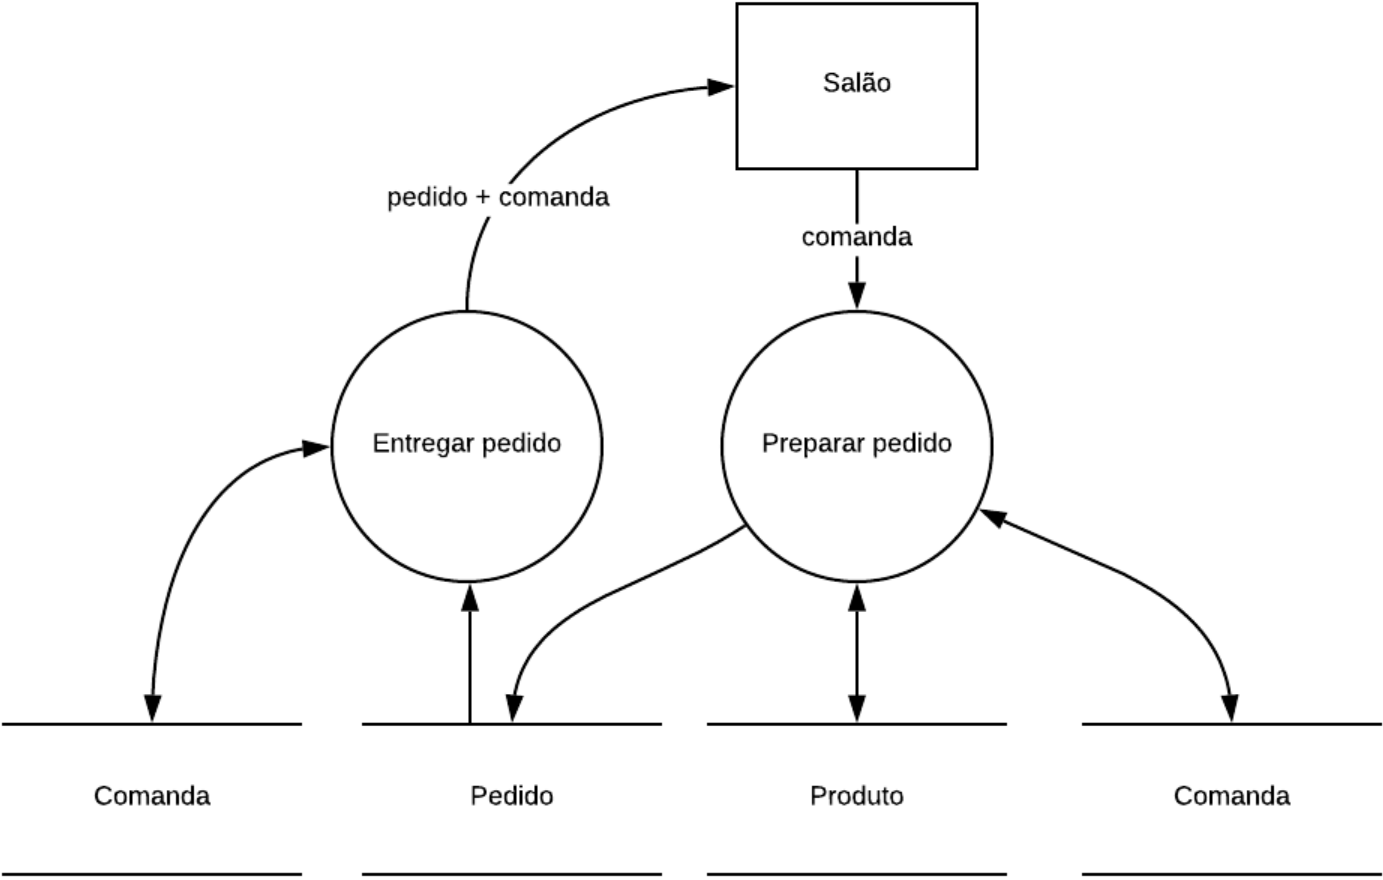 Salão
pedido + comanda
comanda
Entregar pedido
Preparar pedido
Comanda
Pedido
Produto
Comanda